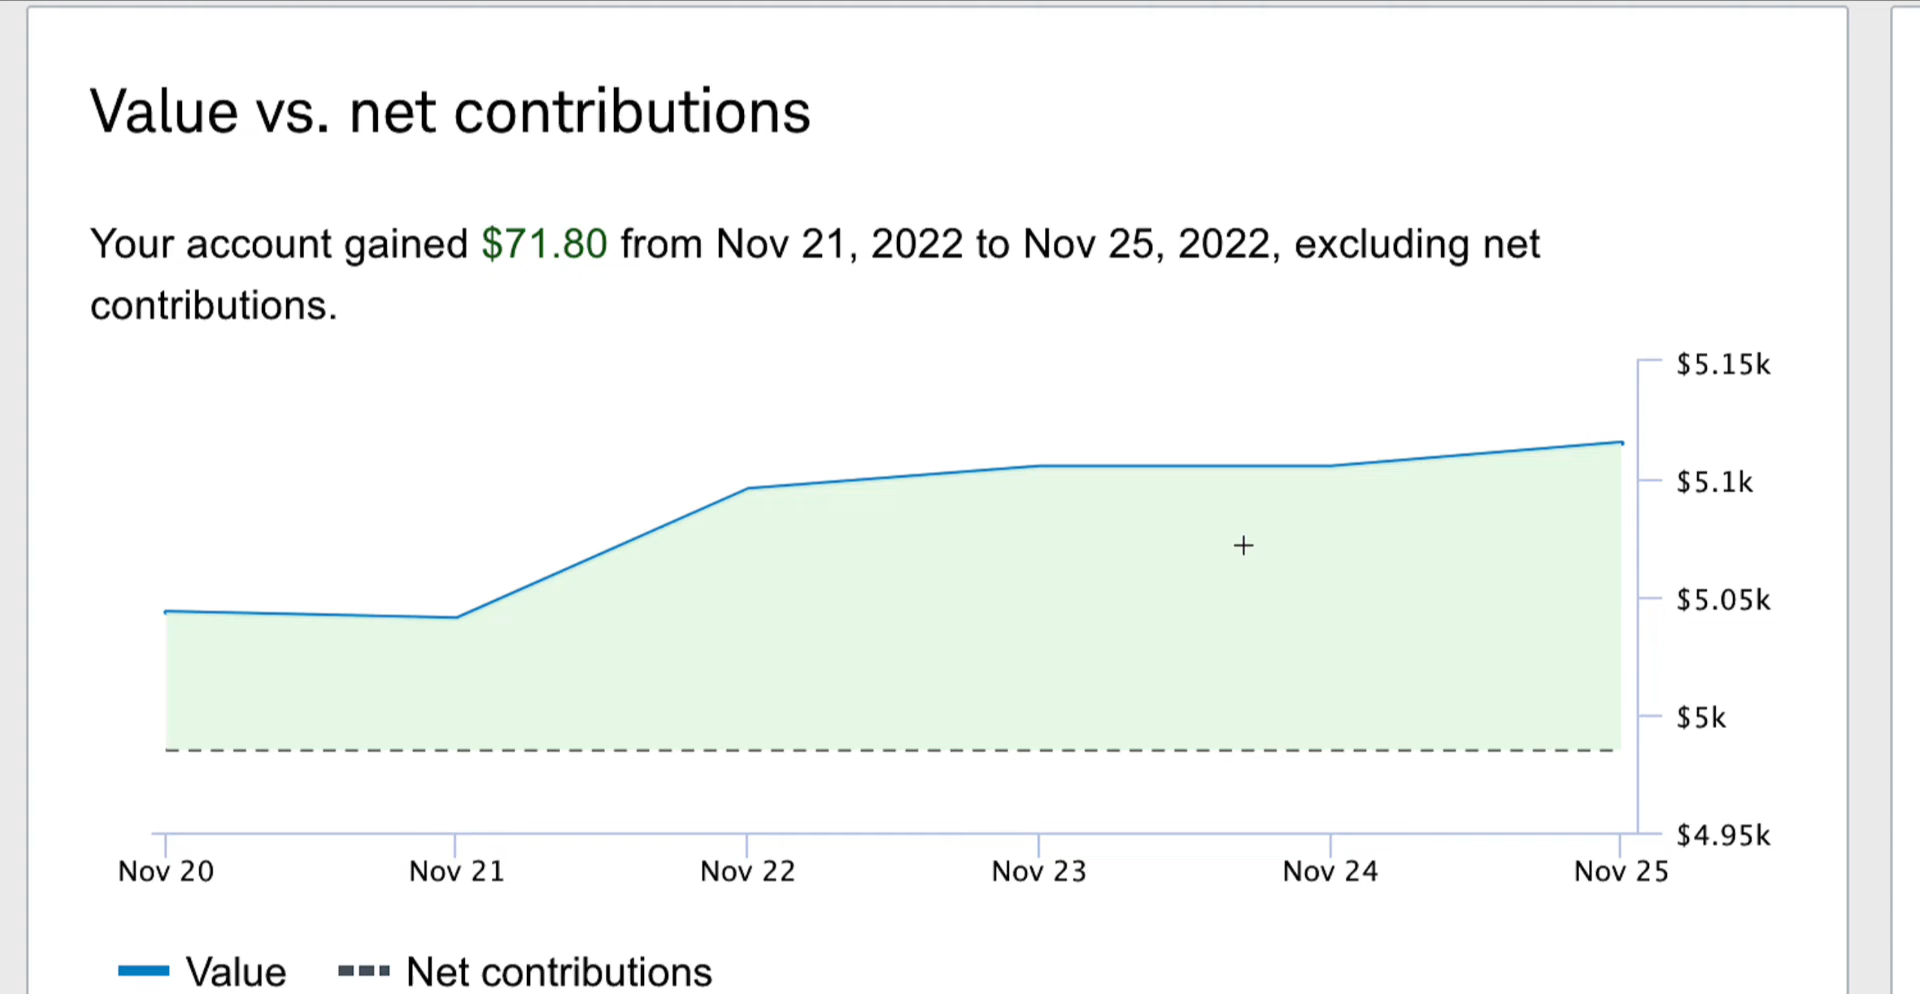 Value vs. net contributions
Your account gained $71.80 from Nov 21, 2022 to Nov 25, 2022, excluding net
contributions.
$5.15k
$5.1k
$5.05k
$5k
$4.95k
Nov 20 Nov 21 Nov 22 Nov 23 Nov 24 Nov 25
Value Net contributions